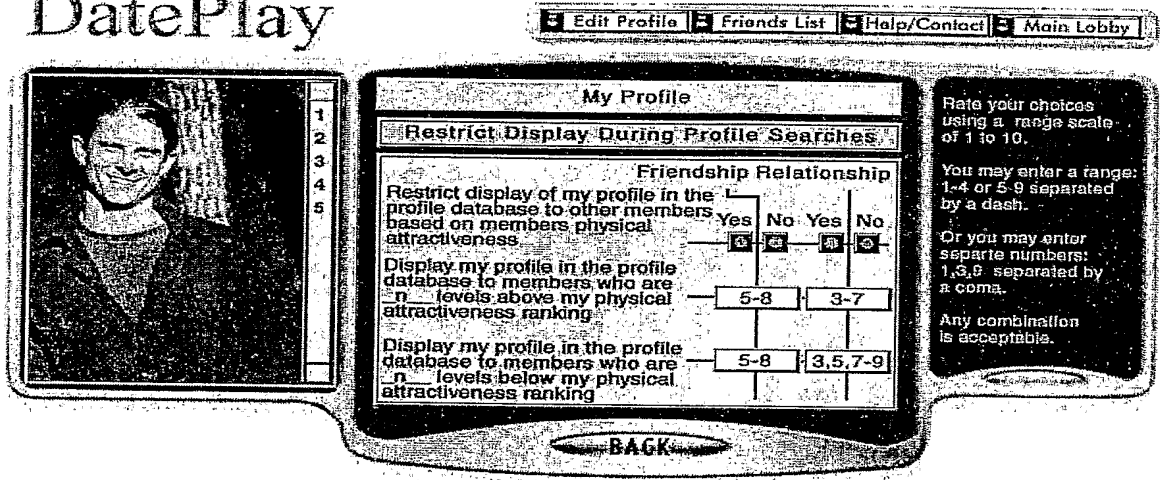 DatePlay
Edit Profile Friends List Help/Contact Main Lobby
1
2
3
4
5
My Profile
Restrict Display During Profile Searches
Friendship Relationship
Restrict display of my profile in the
profile database to other members
based on members physical
attractiveness
Yes No Yes No
Display my profile in the profile
database to members who are
_n__ levels above my physical
attractiveness ranking
5-8 3-7
Display my profile in the profile
database to members who are
_n__ levels below my physical
attractiveness ranking
5-8 3,5,7-9
BACK
Rate your choices
using a range scale
of 1 to 10.
You may enter a range:
1-4 or 5-9 separated
by a dash.
Or you may enter
separte numbers:
1,3,9 separated by
a coma.
Any combination
is acceptable.